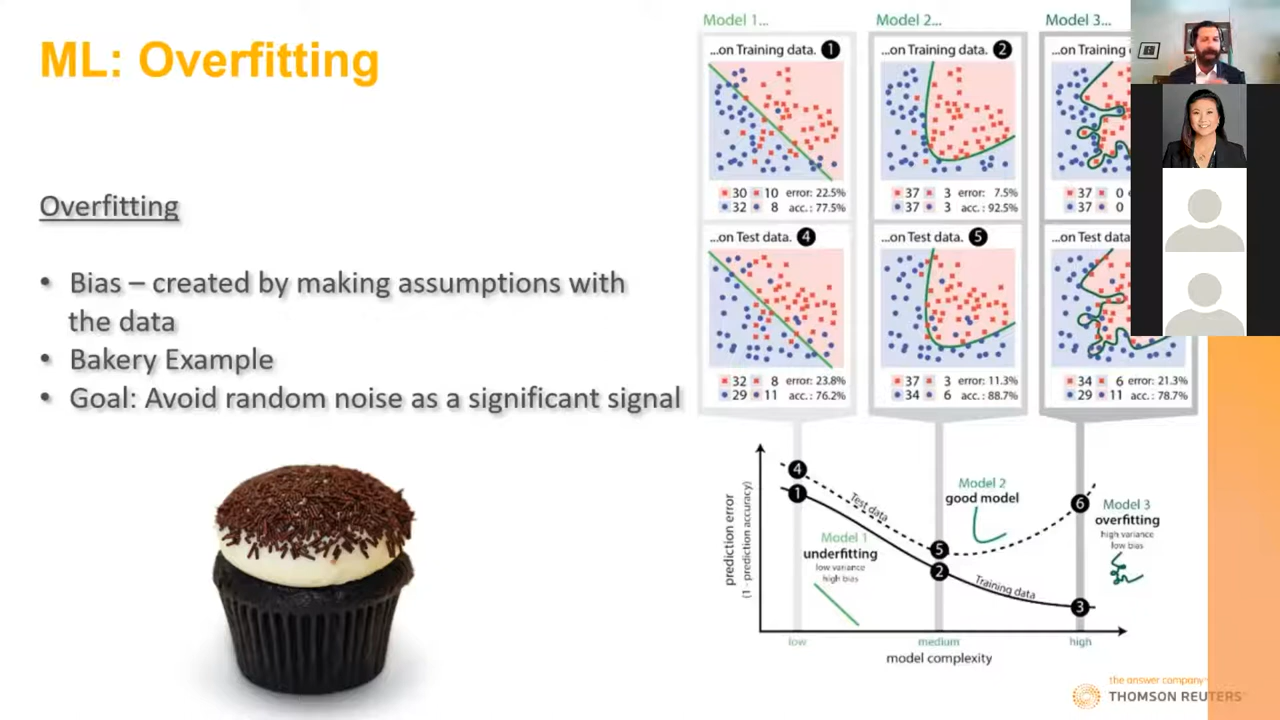 ML: Overfitting
Overfitting
• Bias – created by making assumptions with
the data
• Bakery Example
• Goal: Avoid random noise as a significant signal
Model 1...
...on Training data. 1
30 10 error: 22.5%
32 8 acc.: 77.5%
...on Test data. 4
32 8 error: 23.8%
29 11 acc.: 76.2%
Model 2...
...on Training data. 2
37 3 error: 7.5%
37 3 acc.: 92.5%
...on Test data. 5
37 3 error: 11.3%
34 6 acc.: 88.7%
Model 3...
...on Training
37 0
37 0
...on Test data
34 6 error: 21.3%
29 11 acc.: 78.7%
prediction error
(1 - prediction accuracy)
4
1
Test data
Model 1
underfitting
low variance
high bias
5
2
Model 2
good model
Training data
6
3
Model 3
overfitting
high variance
low bias
low medium high
model complexity
the answer company™
THOMSON REUTERS®